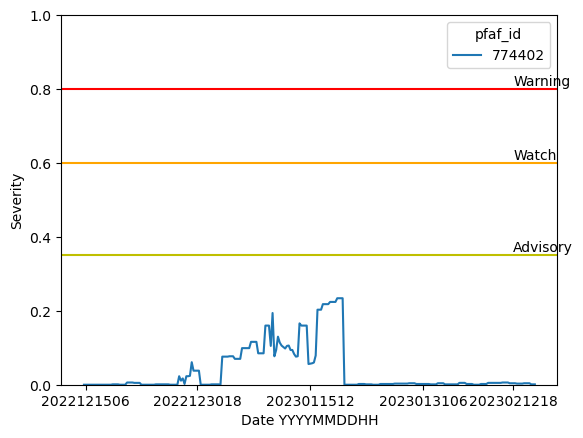 1.0
pfaf_id
774402
0.8
Warning
0.6
Watch
Severity
0.4
Advisory
0.2
0.0
2022121506 2022123018 2023011512 2023013106 2023021218
Date YYYYMMDDHH